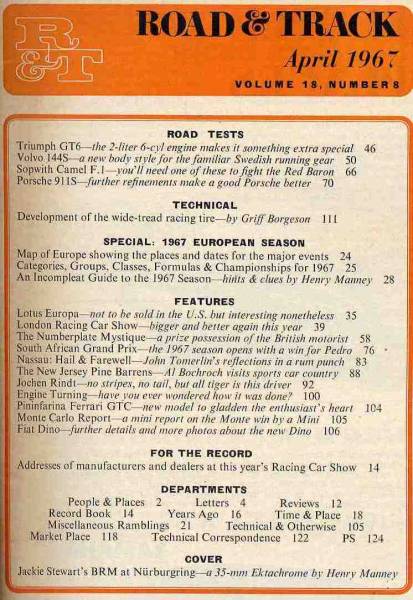 R
&T
ROAD & TRACK
April 1967
VOLUME 18, NUMBER 8
ROAD TESTS
Triumph GT6—the 2-liter 6-cyl engine makes it something extra special 46
Volvo 144S—a new body style for the familiar Swedish running gear 50
Sopwith Camel F.1—you'll need one of these to fight the Red Baron 66
Porsche 911S—further refinements make a good Porsche better 70
TECHNICAL
Development of the wide-tread racing tire—by Griff Borgeson 111
SPECIAL: 1967 EUROPEAN SEASON
Map of Europe showing the places and dates for the major events 24
Categories, Groups, Classes, Formulas & Championships for 1967 25
An Incompleat Guide to the 1967 Season—hints & clues by Henry Manney 28
FEATURES
Lotus Europa—not to be sold in the U.S. but interesting nonetheless 35
London Racing Car Show—bigger and better again this year 39
The Numberplate Mystique—a prize possession of the British motorist 58
South African Grand Prix—the 1967 season opens with a win for Pedro 76
Nassau: Hail & Farewell—John Tomerlin's reflections in a rum punch 83
The New Jersey Pine Barrens—Al Bochroch visits sports car country 88
Jochen Rindt—no stripes, no tail, but all tiger is this driver 92
Engine Turning—have you ever wondered how it was done? 100
Pininfarina Ferrari GTC—new model to gladden the enthusiast's heart 104
Monte Carlo Report—a mini report on the Monte win by a Mini 105
Fiat Dino—further details and more photos about the new Dino 106
FOR THE RECORD
Addresses of manufacturers and dealers at this year's Racing Car Show 14
DEPARTMENTS
People & Places 2 Letters 4 Reviews 12
Record Book 14 Years Ago 16 Time & Place 18
Miscellaneous Ramblings 21 Technical & Otherwise 105
Market Place 118 Technical Correspondence 122 PS 124
COVER
Jackie Stewart's BRM at Nürburgring—a 35-mm Ektachrome by Henry Manney